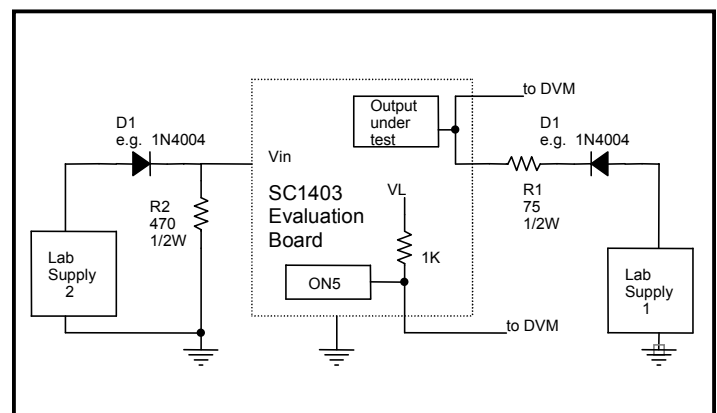 to DVM
D1
e.g. 1N4004
Output
under
test
D1
e.g. 1N4004
Vin
SC1403
Evaluation
Board
VL
R1
75
1/2W
R2
470
1/2W
1K
Lab
Supply
2
ON5
Lab
Supply
1
to DVM